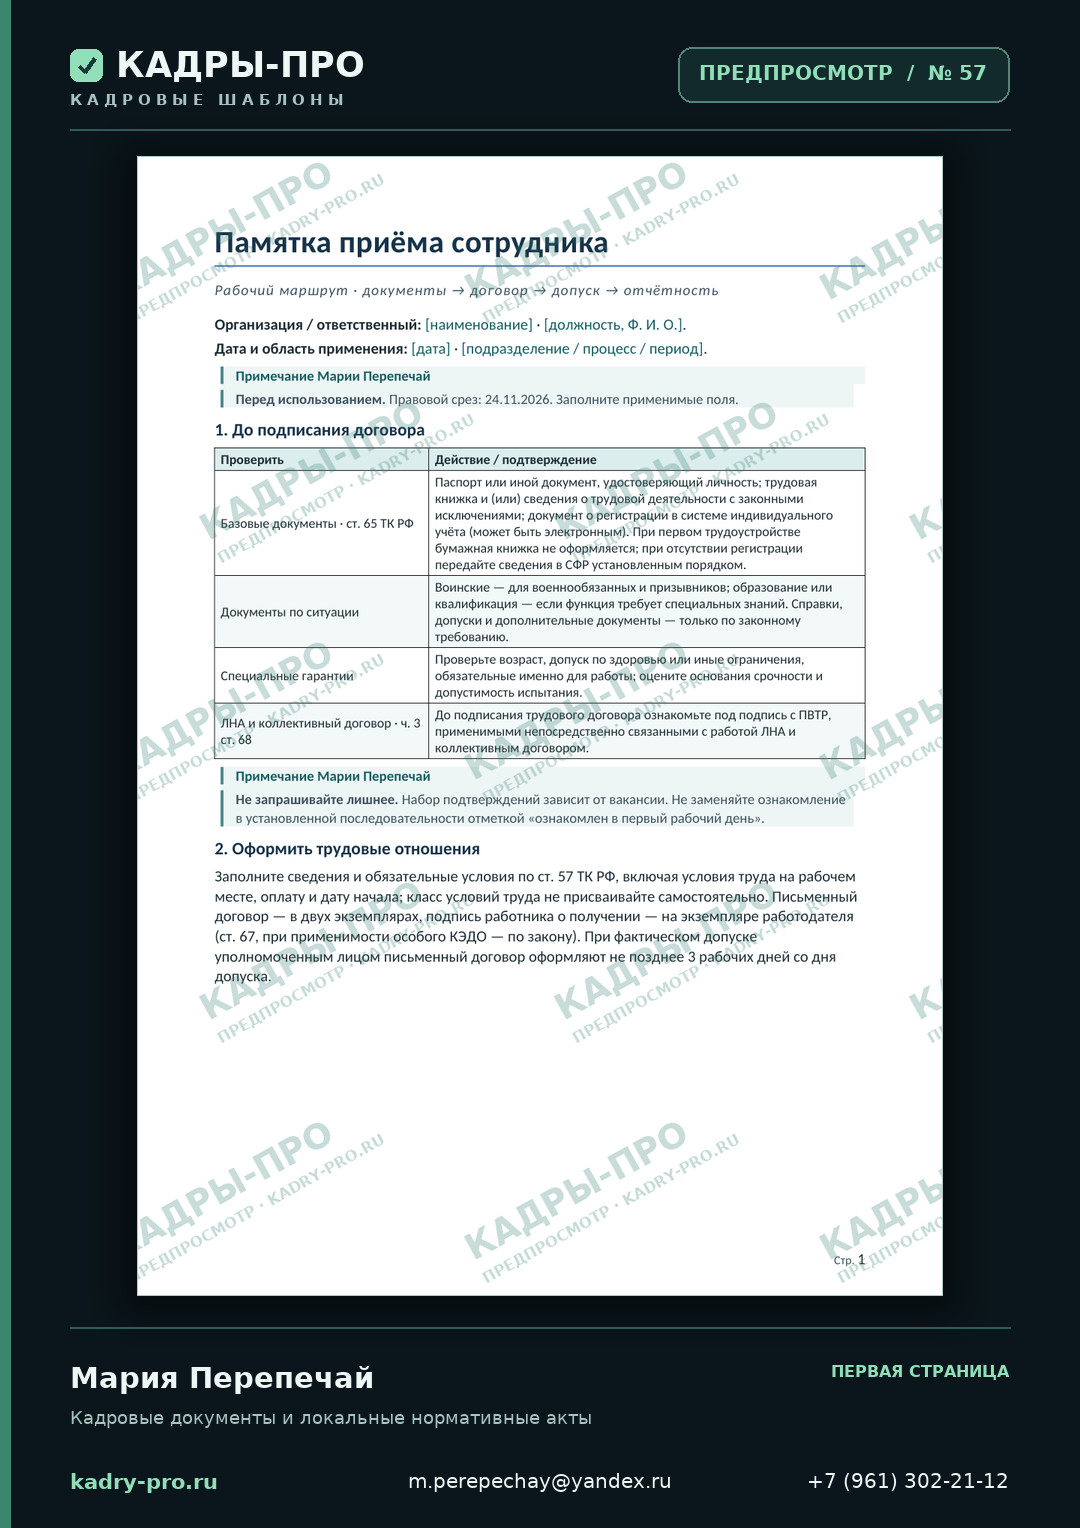 КАДРЫ-ПРО
КАДРОВЫЕ ШАБЛОНЫ
ПРЕДПРОСМОТР / № 57
Памятка приёма сотрудника
Рабочий маршрут · документы → договор → допуск → отчётность
Организация / ответственный: [наименование] · [должность, Ф. И. О.].
Дата и область применения: [дата] · [подразделение / процесс / период].
Примечание Марии Перепечай
Перед использованием. Правовой срез: 24.11.2026. Заполните применимые поля.
1. До подписания договора
Проверить
Действие / подтверждение
Базовые документы · ст. 65 ТК РФ
Паспорт или иной документ, удостоверяющий личность; трудовая
книжка и (или) сведения о трудовой деятельности с законными
исключениями; документ о регистрации в системе индивидуального
учёта (может быть электронным). При первом трудоустройстве
бумажная книжка не оформляется; при отсутствии регистрации
передайте сведения в СФР установленным порядком.
Документы по ситуации
Воинские — для военнообязанных и призывников; образование или
квалификация — если функция требует специальных знаний. Справки,
допуски и дополнительные документы — только по законному
требованию.
Специальные гарантии
Проверьте возраст, допуск по здоровью или иные ограничения,
обязательные именно для работы; оцените основания срочности и
допустимость испытания.
ЛНА и коллективный договор · ч. 3
ст. 68
До подписания трудового договора ознакомьте под подпись с ПВТР,
применимыми непосредственно связанными с работой ЛНА и
коллективным договором.
Примечание Марии Перепечай
Не запрашивайте лишнее. Набор подтверждений зависит от вакансии. Не заменяйте ознакомление
в установленной последовательности отметкой «ознакомлен в первый рабочий день».
2. Оформить трудовые отношения
Заполните сведения и обязательные условия по ст. 57 ТК РФ, включая условия труда на рабочем
месте, оплату и дату начала; класс условий труда не присваивайте самостоятельно. Письменный
договор — в двух экземплярах, подпись работника о получении — на экземпляре работодателя
(ст. 67, при применимости особого КЭДО — по закону). При фактическом допуске
уполномоченным лицом письменный договор оформляют не позднее 3 рабочих дней со дня
допуска.
Стр. 1
КАДРЫ-ПРО
ПРЕДПРОСМОТР · KADRY-PRO.RU
Мария Перепечай
ПЕРВАЯ СТРАНИЦА
Кадровые документы и локальные нормативные акты
kadry-pro.ru
m.perepechay@yandex.ru
+7 (961) 302-21-12